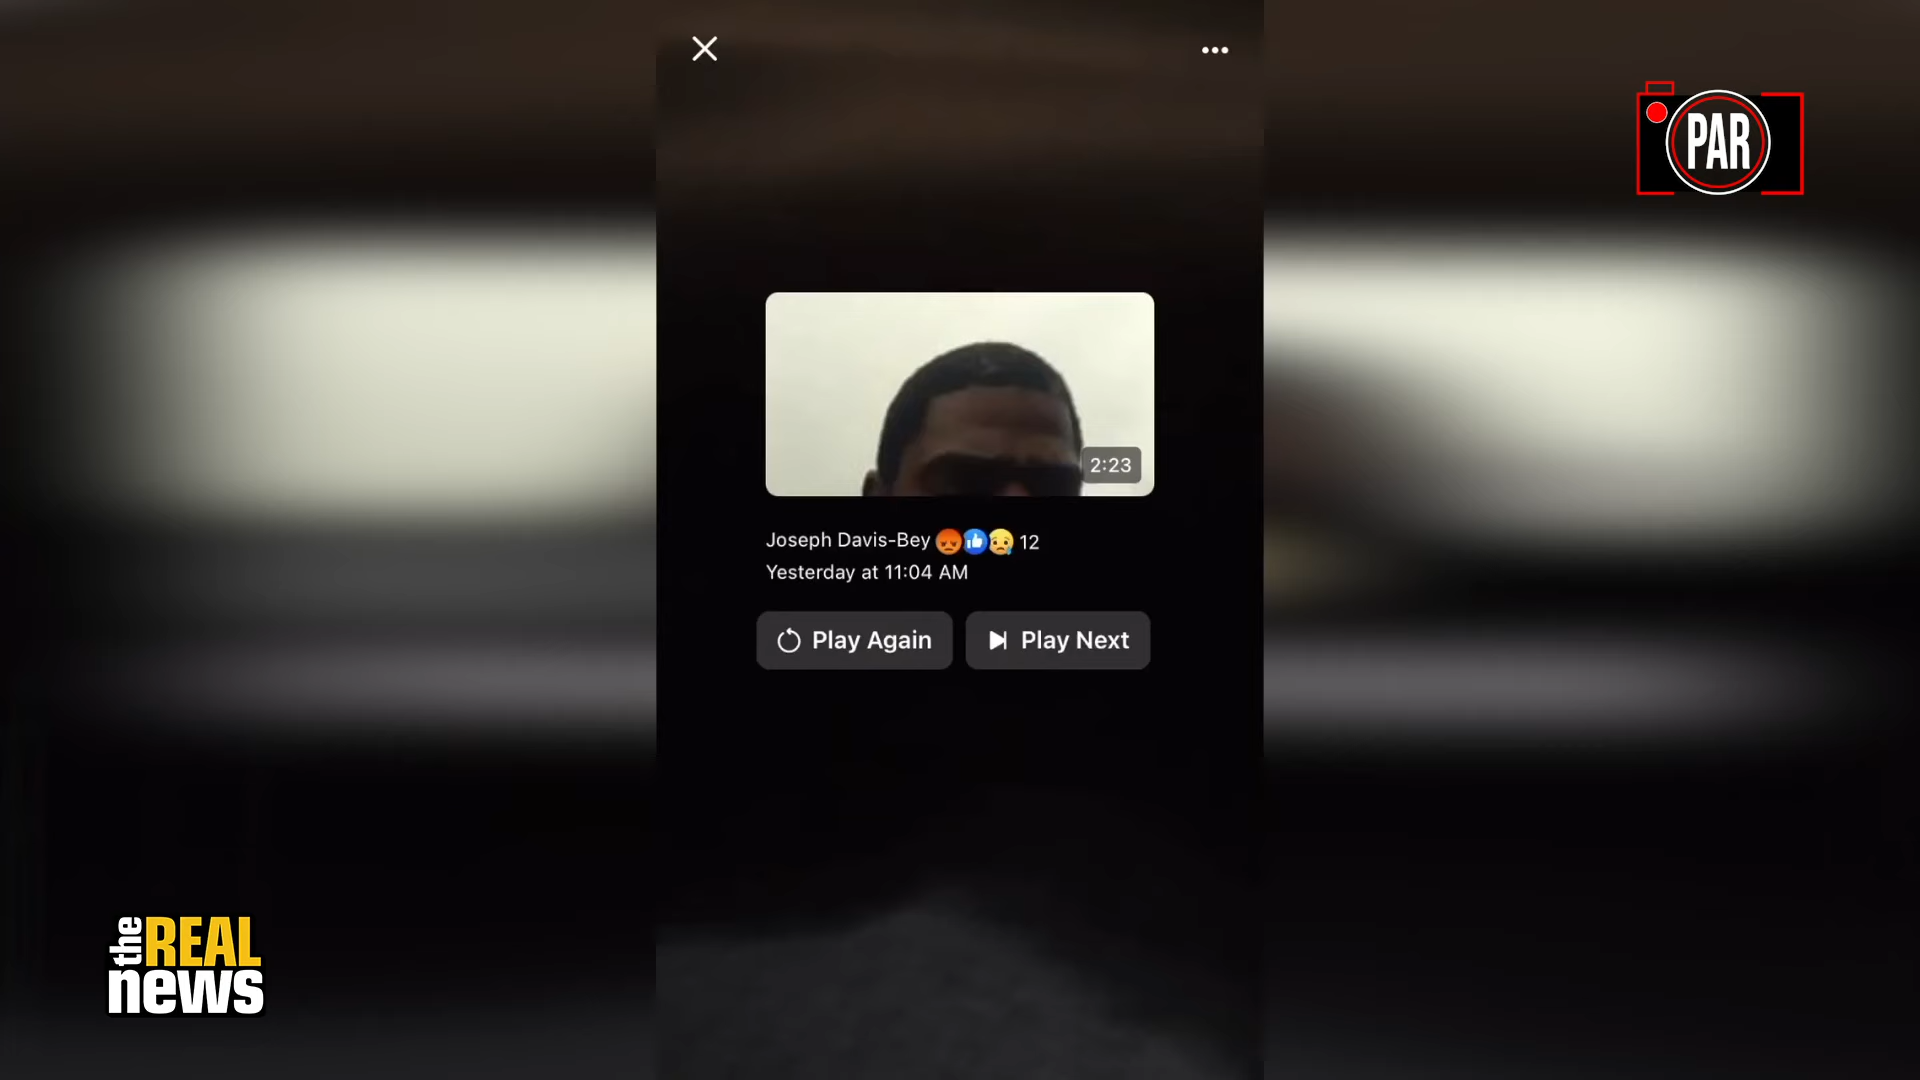 PAR
2:23
Joseph Davis-Bey 12
Yesterday at 11:04 AM
Play Again
Play Next
the REAL
news